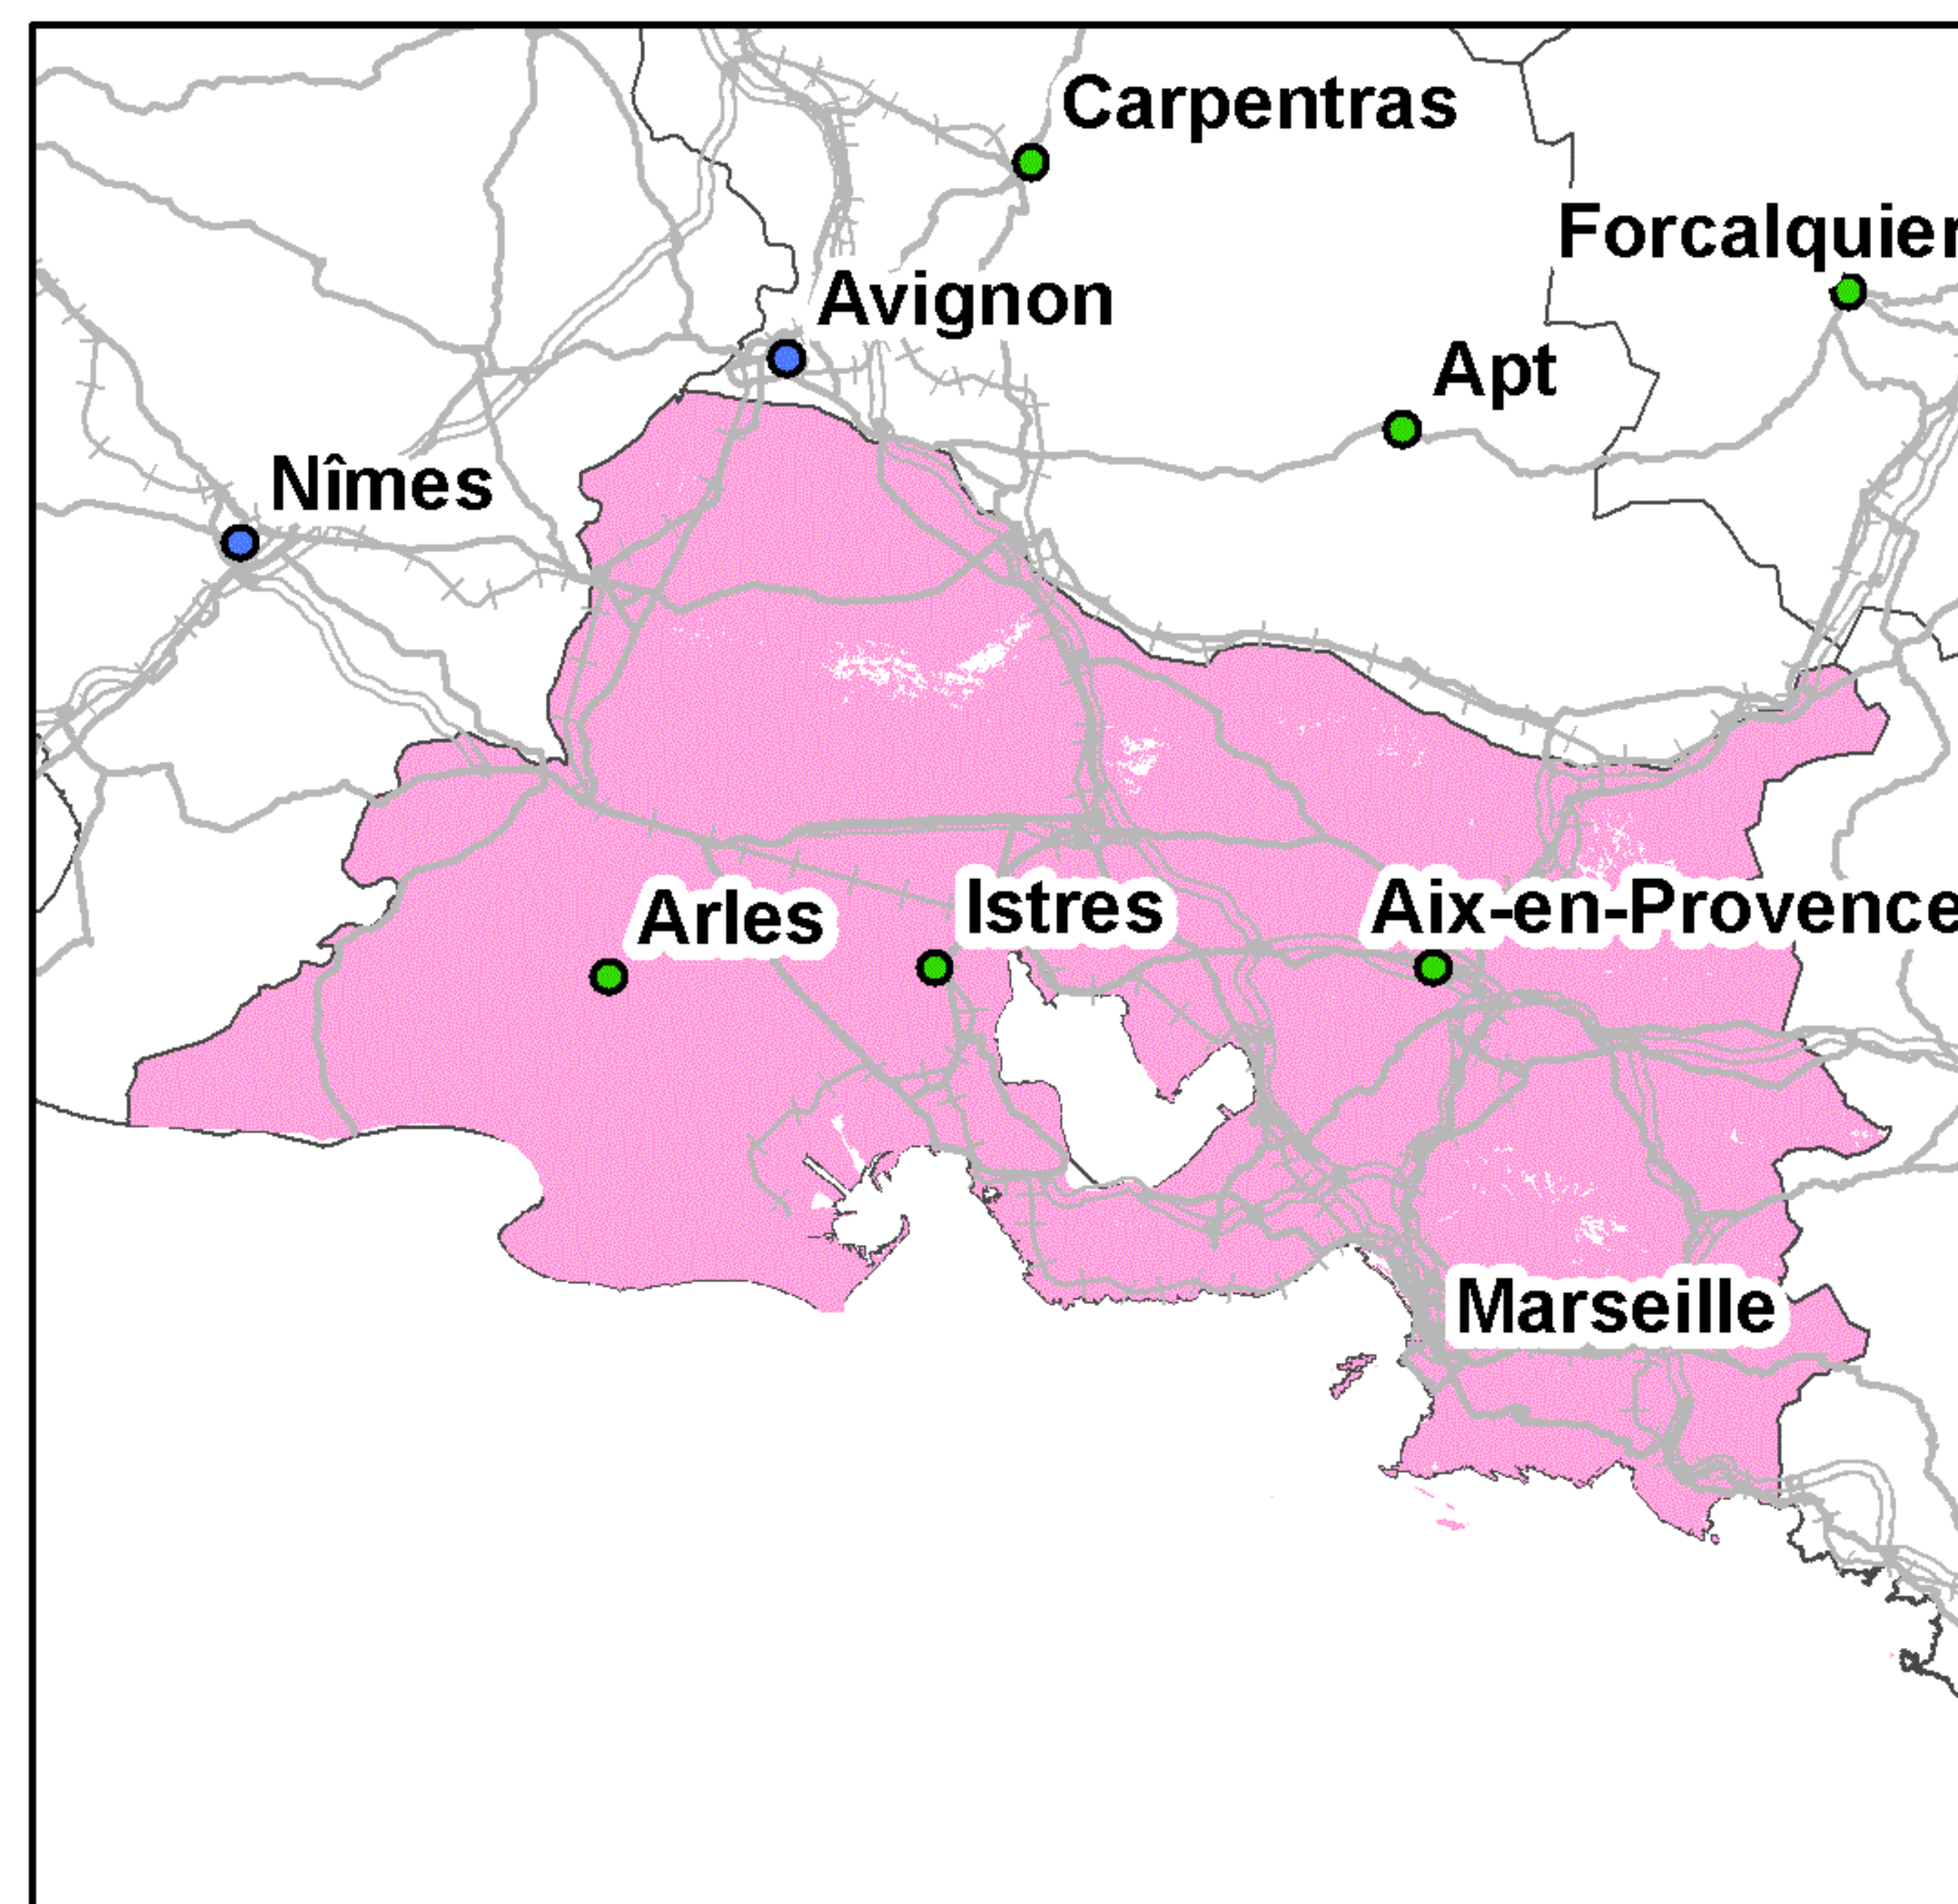 Carpentras
Forcalquier
Avignon
Apt
Nîmes
Arles
Istres
Aix-en-Provence
Marseille